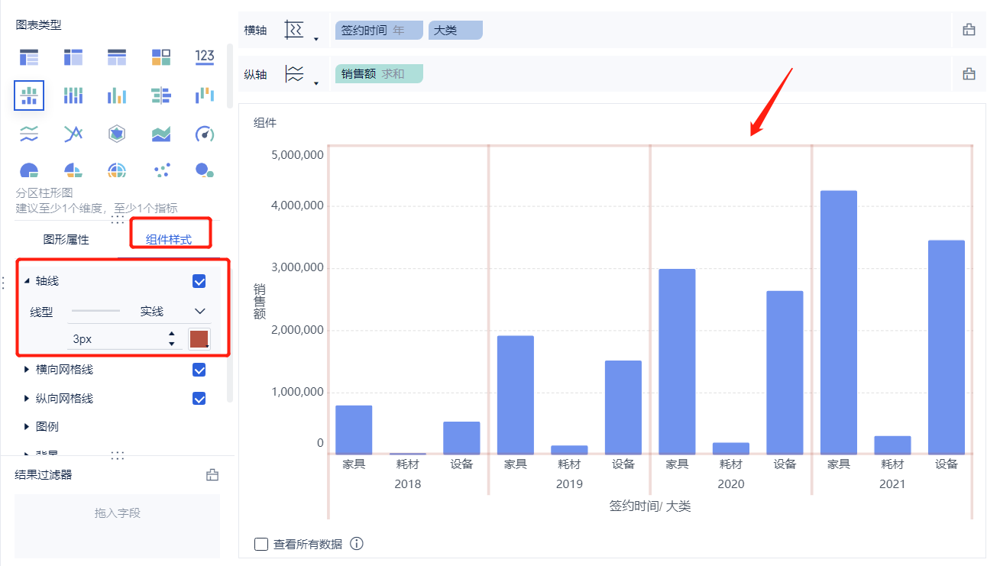 图表类型
123
分区柱形图
建议至少1个维度，至少1个指标
图形属性
组件样式
轴线
线型
实线
3px
横向网格线
纵向网格线
图例
背景
结果过滤器
拖入字段
横轴
签约时间 年
大类
纵轴
销售额 求和
组件
5,000,000
4,000,000
3,000,000
2,000,000
1,000,000
0
销售额
家具 耗材 设备 家具 耗材 设备 家具 耗材 设备 家具 耗材 设备
2018 2019 2020 2021
签约时间/ 大类
查看所有数据